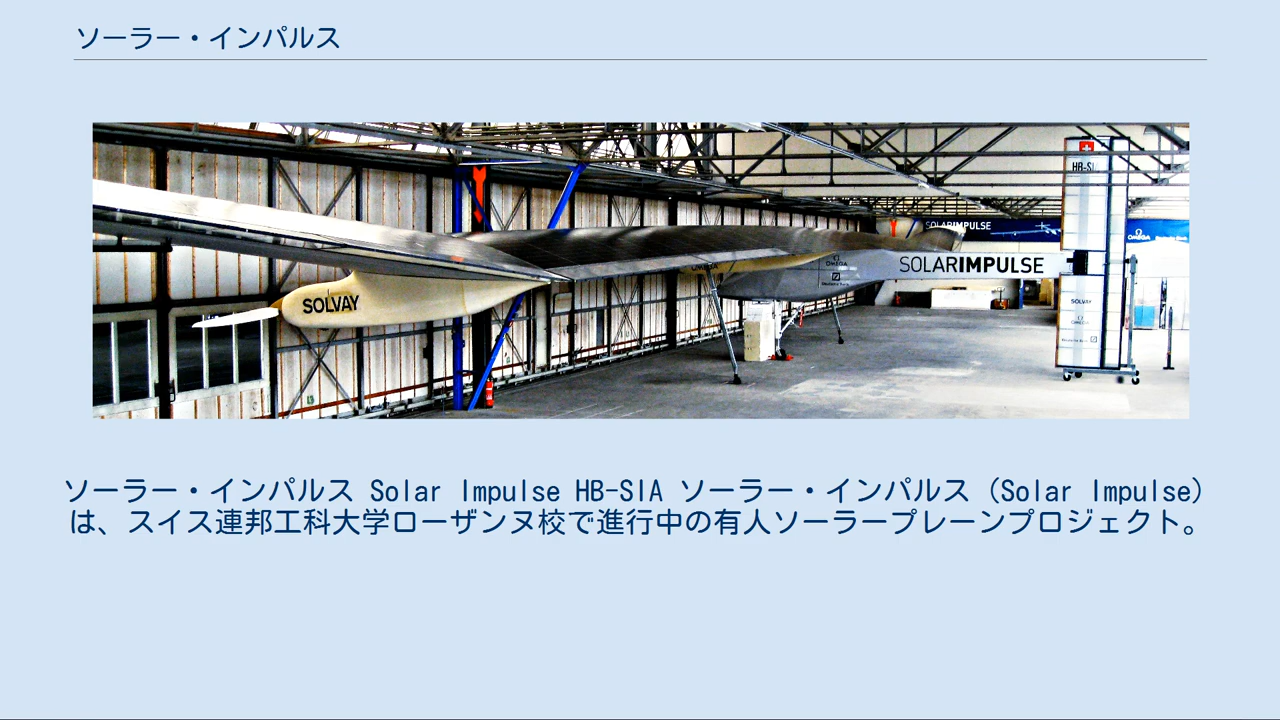 ソーラー・インパルス
HB-SI
SOLARIMPULSE
OMEGA
OMEGA
OMEGA
SOLARIMPULSE
SOLVAY
SOLVAY
OMEGA
ソーラー・インパルス Solar Impulse HB-SIA ソーラー・インパルス (Solar Impulse)
は、スイス連邦工科大学ローザンヌ校で進行中の有人ソーラープレーンプロジェクト。